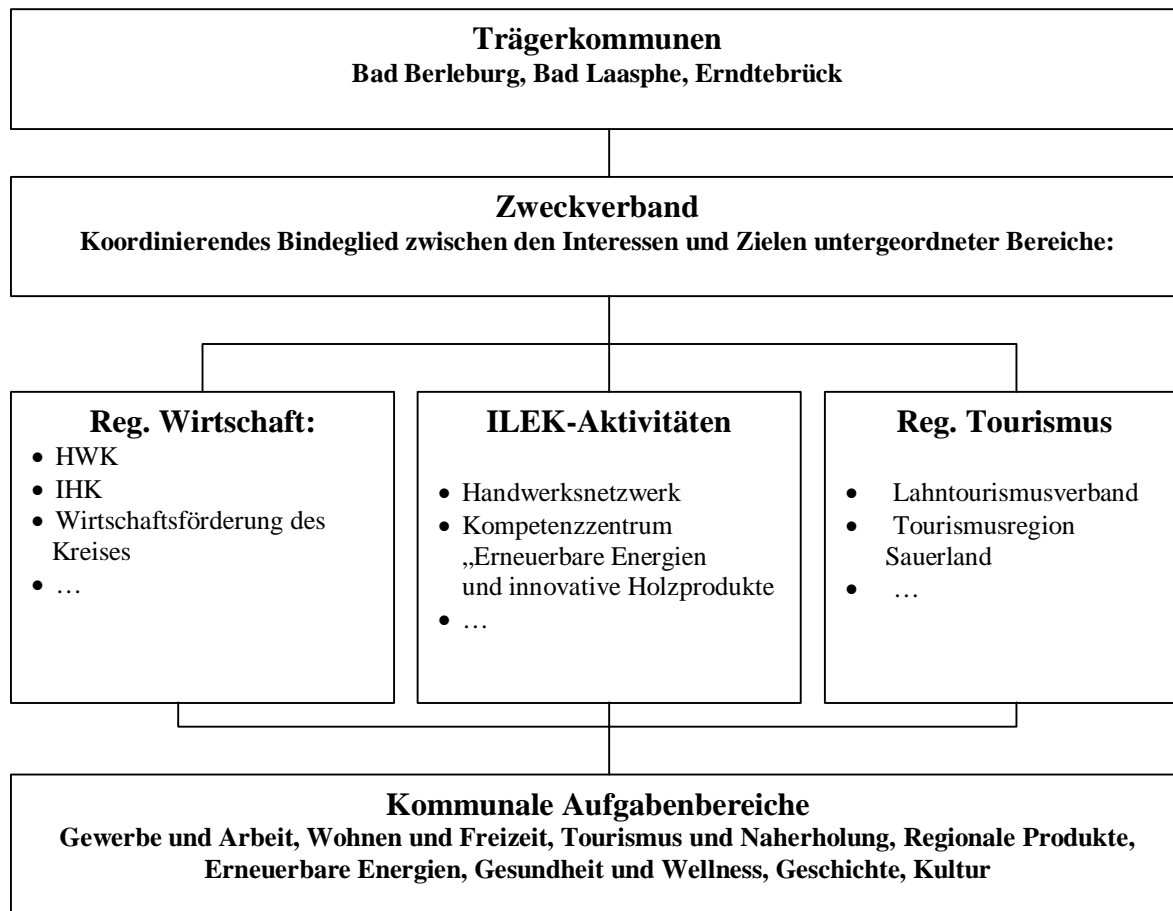 Trägerkommunen
Bad Berleburg, Bad Laasphe, Erndtebrück
Zweckverband
Koordinierendes Bindeglied zwischen den Interessen und Zielen untergeordneter Bereiche:
Reg. Wirtschaft:
• HWK
• IHK
• Wirtschaftsförderung des
Kreises
• …
ILEK-Aktivitäten
• Handwerksnetzwerk
• Kompetenzzentrum
„Erneuerbare Energien
und innovative Holzprodukte
• …
Reg. Tourismus
• Lahntourismusverband
• Tourismusregion
Sauerland
• …
Kommunale Aufgabenbereiche
Gewerbe und Arbeit, Wohnen und Freizeit, Tourismus und Naherholung, Regionale Produkte,
Erneuerbare Energien, Gesundheit und Wellness, Geschichte, Kultur